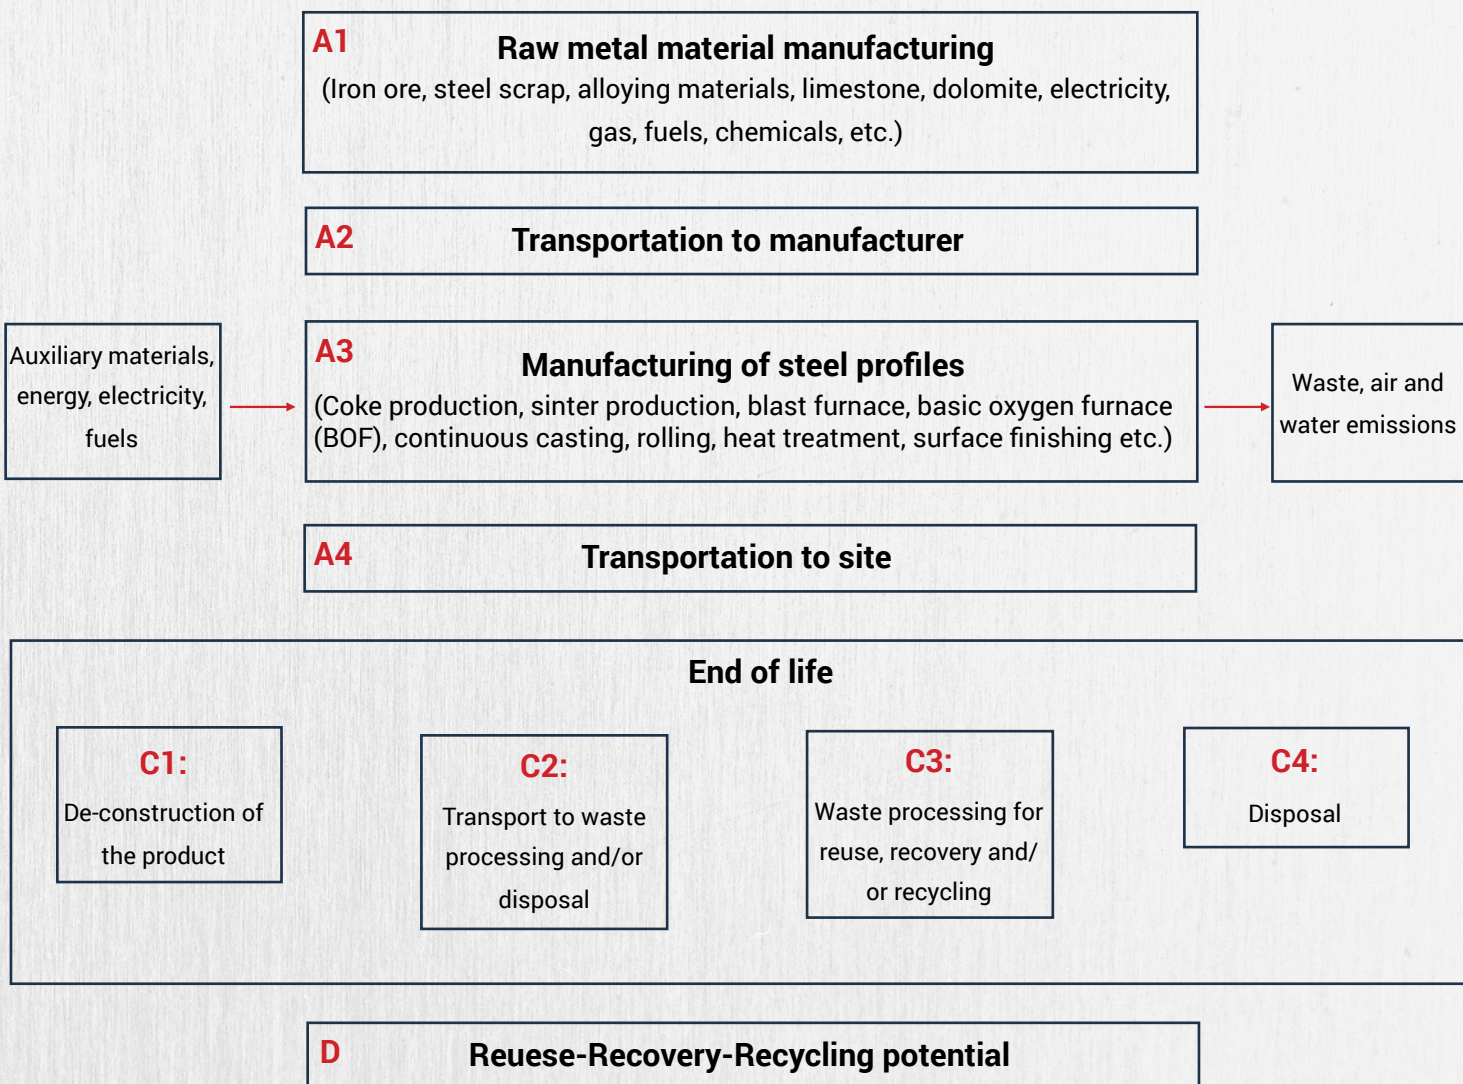 A1
Raw metal material manufacturing
(Iron ore, steel scrap, alloying materials, limestone, dolomite, electricity,
gas, fuels, chemicals, etc.)
A2
Transportation to manufacturer
Auxiliary materials,
energy, electricity,
fuels
A3
Manufacturing of steel profiles
(Coke production, sinter production, blast furnace, basic oxygen furnace
(BOF), continuous casting, rolling, heat treatment, surface finishing etc.)
Waste, air and
water emissions
A4
Transportation to site
End of life
C1:
De-construction of
the product
C2:
Transport to waste
processing and/or
disposal
C3:
Waste processing for
reuse, recovery and/
or recycling
C4:
Disposal
D
Reuese-Recovery-Recycling potential